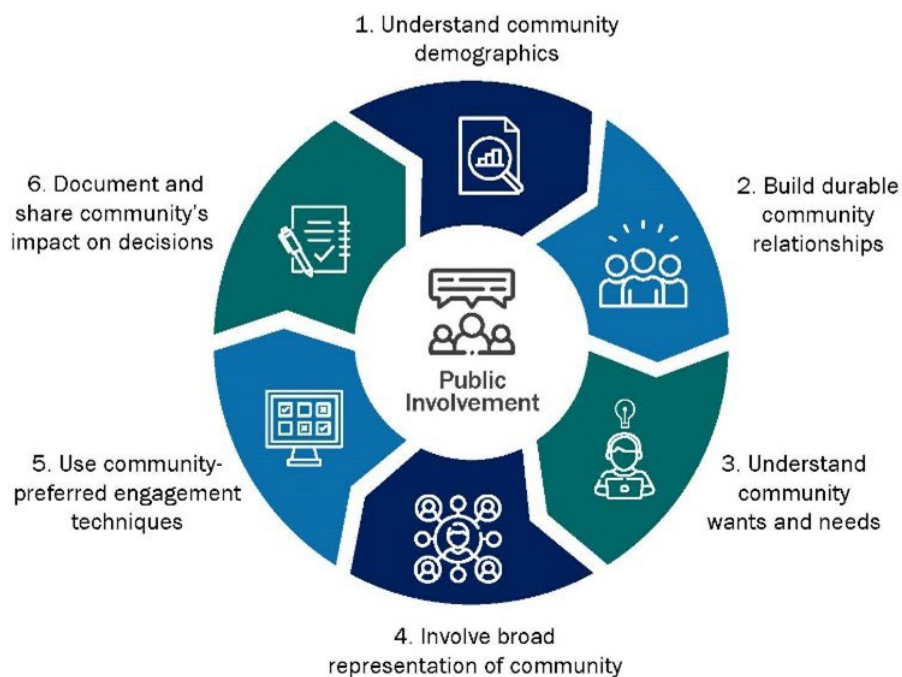 1. Understand community
demographics
2. Build durable
community
relationships
3. Understand
community
wants and needs
4. Involve broad
representation of community
5. Use community-
preferred engagement
techniques
6. Document and
share community's
impact on decisions
Public
Involvement